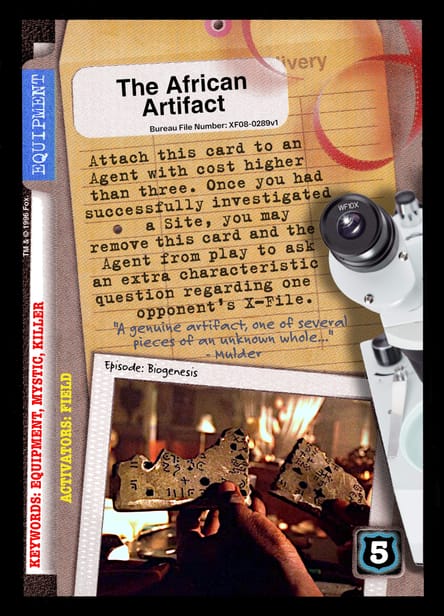 ivery
The African
Artifact
Bureau File Number: XF08-0289v1
Attach this card to an
Agent with cost higher
than three. Once you had
successfully investigated
a Site, you may
remove this card and the
Agent from play to ask
an extra characteristic
question regarding one
opponent's X-File.
"A genuine artifact, one of several
pieces of an unknown whole..."
- Mulder
Episode: Biogenesis
EQUIPMENT
TM & © 1996 Fox.
KEYWORDS: EQUIPMENT, MYSTIC, KILLER
ACTIVATORS: FIELD
WF10X
5